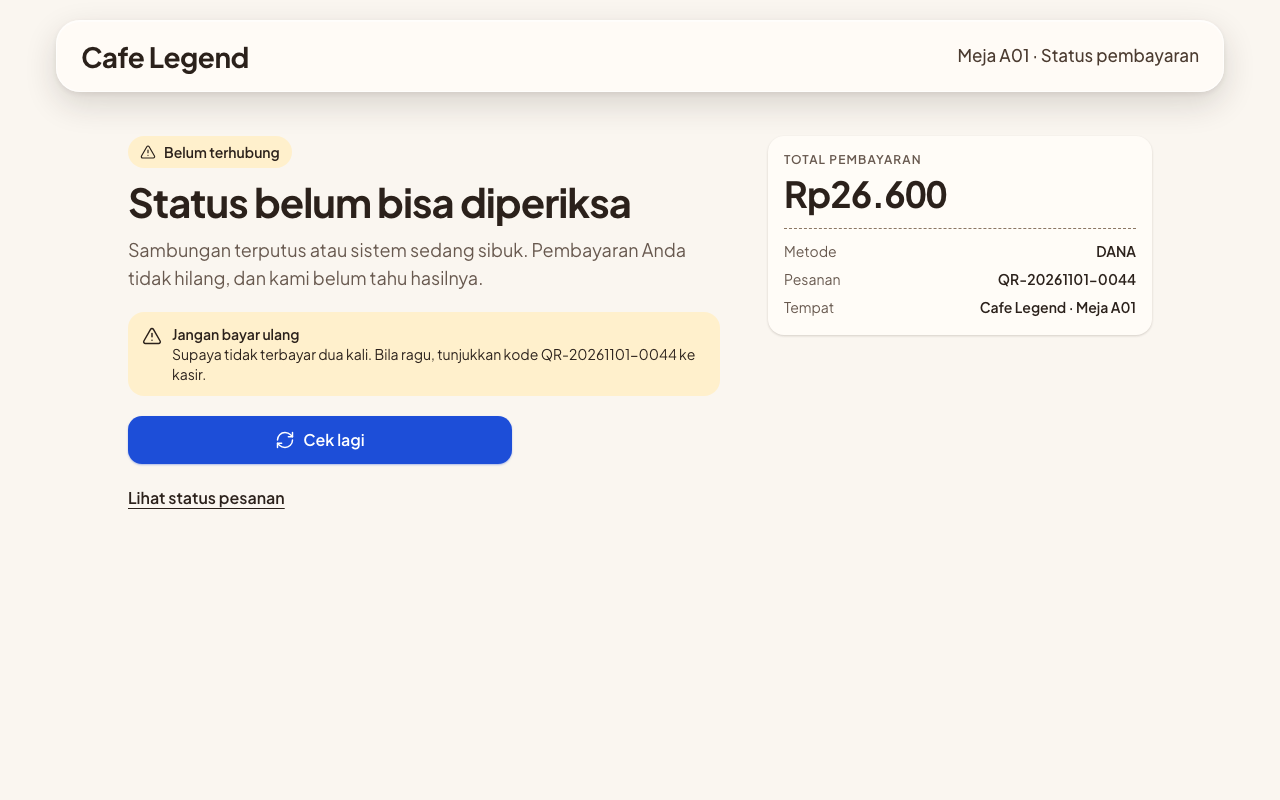 Cafe Legend
Meja A01 · Status pembayaran
Belum terhubung
Status belum bisa diperiksa
Sambungan terputus atau sistem sedang sibuk. Pembayaran Anda
tidak hilang, dan kami belum tahu hasilnya.
Jangan bayar ulang
Supaya tidak terbayar dua kali. Bila ragu, tunjukkan kode QR-20261101-0044 ke
kasir.
Cek lagi
Lihat status pesanan
TOTAL PEMBAYARAN
Rp26.600
Metode DANA
Pesanan QR-20261101-0044
Tempat Cafe Legend · Meja A01